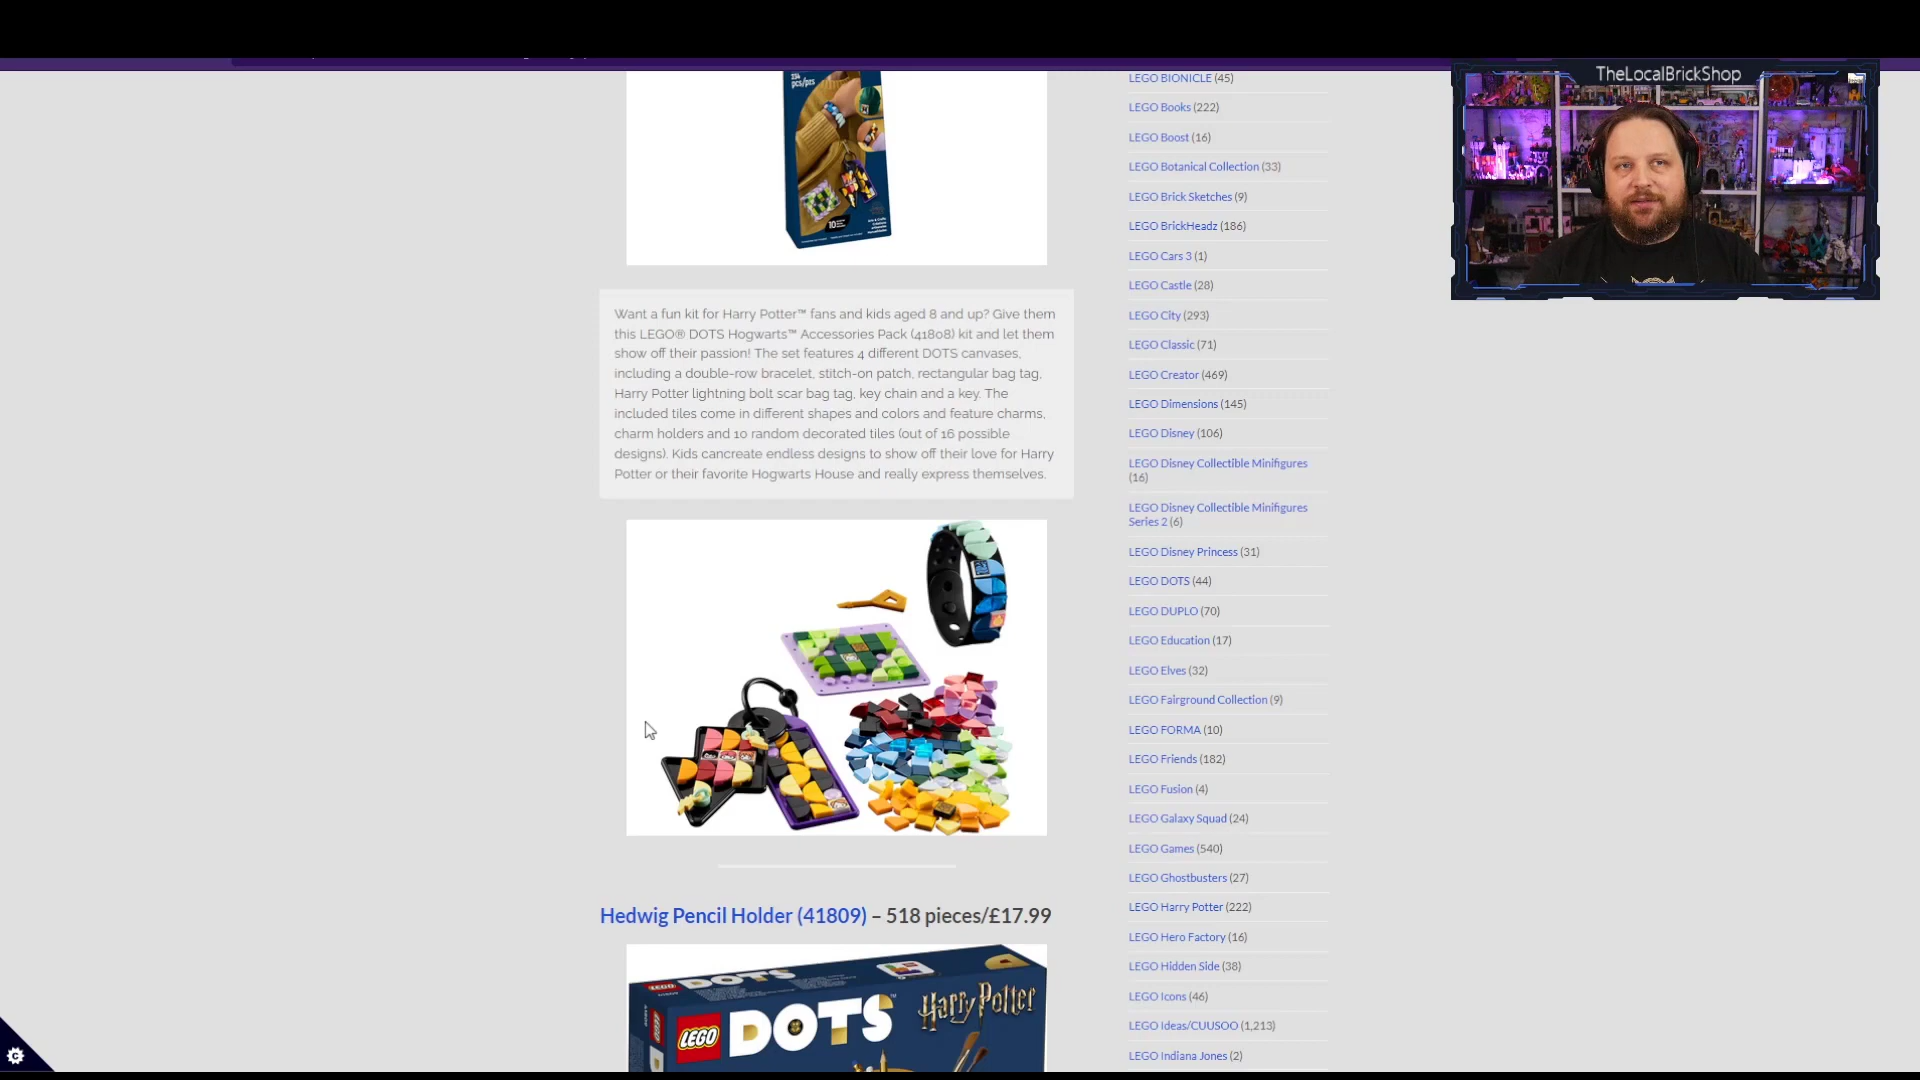 TheLocalBrickShop
pcs/pzs
10
Want a fun kit for Harry Potter™ fans and kids aged 8 and up? Give them
this LEGO® DOTS Hogwarts™ Accessories Pack (41808) kit and let them
show off their passion! The set features 4 different DOTS canvases,
including a double-row bracelet, stitch-on patch, rectangular bag tag,
Harry Potter lightning bolt scar bag tag, key chain and a key. The
included tiles come in different shapes and colors and feature charms,
charm holders and 10 random decorated tiles (out of 16 possible
designs). Kids cancreate endless designs to show off their love for Harry
Potter or their favorite Hogwarts House and really express themselves.
Hedwig Pencil Holder (41809) – 518 pieces/£17.99
LEGO DOTS
LEGO DOTS™ Harry Potter
LEGO BIONICLE (45)
LEGO Books (222)
LEGO Boost (16)
LEGO Botanical Collection (33)
LEGO Brick Sketches (9)
LEGO BrickHeadz (186)
LEGO Cars 3 (1)
LEGO Castle (28)
LEGO City (293)
LEGO Classic (71)
LEGO Creator (469)
LEGO Dimensions (145)
LEGO Disney (106)
LEGO Disney Collectible Minifigures
(16)
LEGO Disney Collectible Minifigures
Series 2 (6)
LEGO Disney Princess (31)
LEGO DOTS (44)
LEGO DUPLO (70)
LEGO Education (17)
LEGO Elves (32)
LEGO Fairground Collection (9)
LEGO FORMA (10)
LEGO Friends (182)
LEGO Fusion (4)
LEGO Galaxy Squad (24)
LEGO Games (540)
LEGO Ghostbusters (27)
LEGO Harry Potter (222)
LEGO Hero Factory (16)
LEGO Hidden Side (38)
LEGO Icons (46)
LEGO Ideas/CUUSOO (1,213)
LEGO Indiana Jones (2)